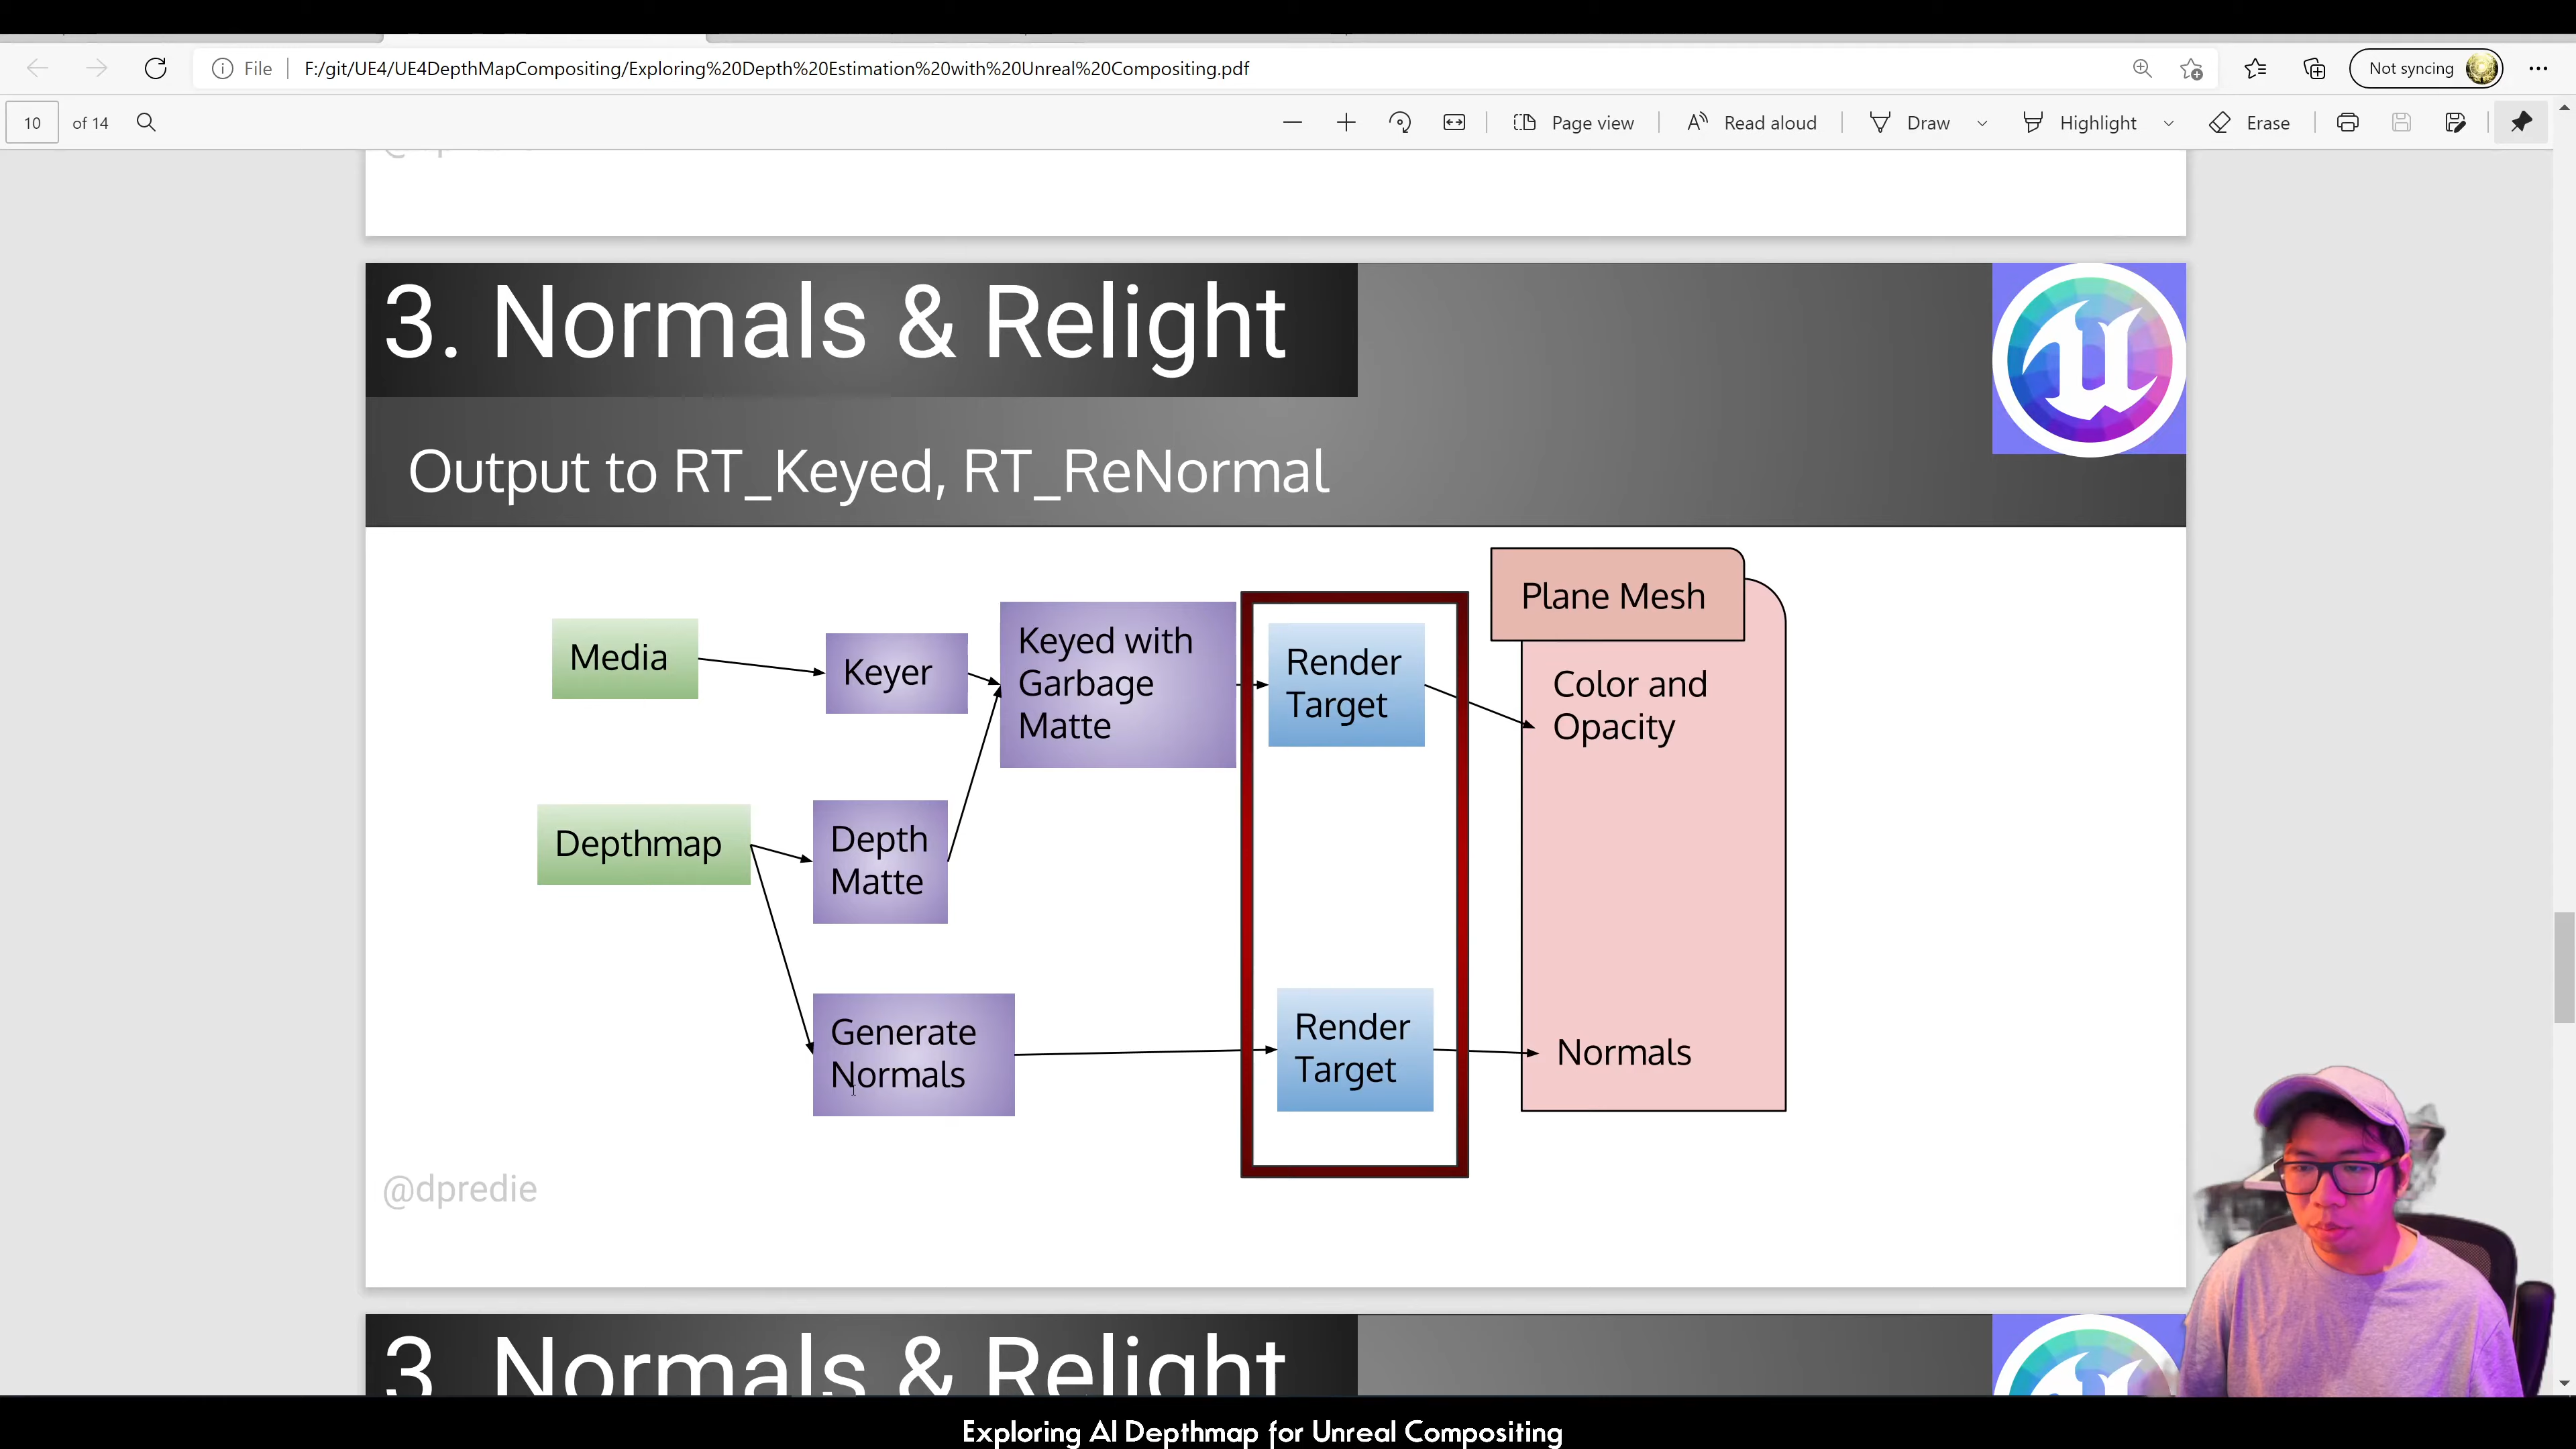 File F:/git/UE4/UE4DepthMapCompositing/Exploring%20Depth%20Estimation%20with%20Unreal%20Compositing.pdf Not syncing
10 of 14 Page view Read aloud Draw Highlight Erase
3. Normals & Relight
Output to RT_Keyed, RT_ReNormal
Media
Keyer
Keyed with
Garbage
Matte
Render
Target
Plane Mesh
Color and
Opacity
Depthmap
Depth
Matte
Generate
Normals
Render
Target
Normals
@dpredie
3. Normals & Relight
Exploring AI Depthmap for Unreal Compositing